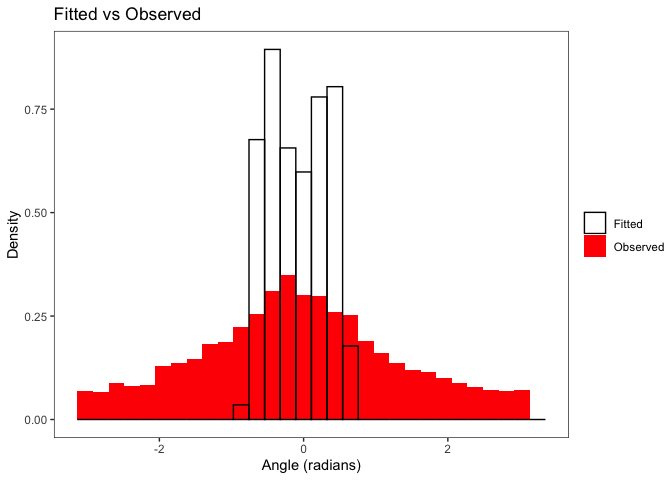 Fitted vs Observed
0.75
0.50
0.25
0.00
Density
-2
0
2
Angle (radians)
Fitted
Observed